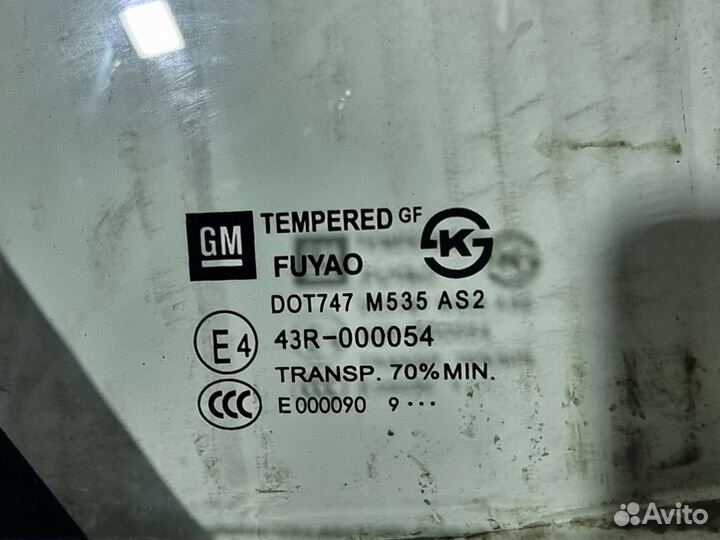 GM TEMPERED GF
FUYAO
K
DOT747 M535 AS2
E4 43R-000054
TRANSP. 70% MIN.
CCC E000090 9 •••
Avito